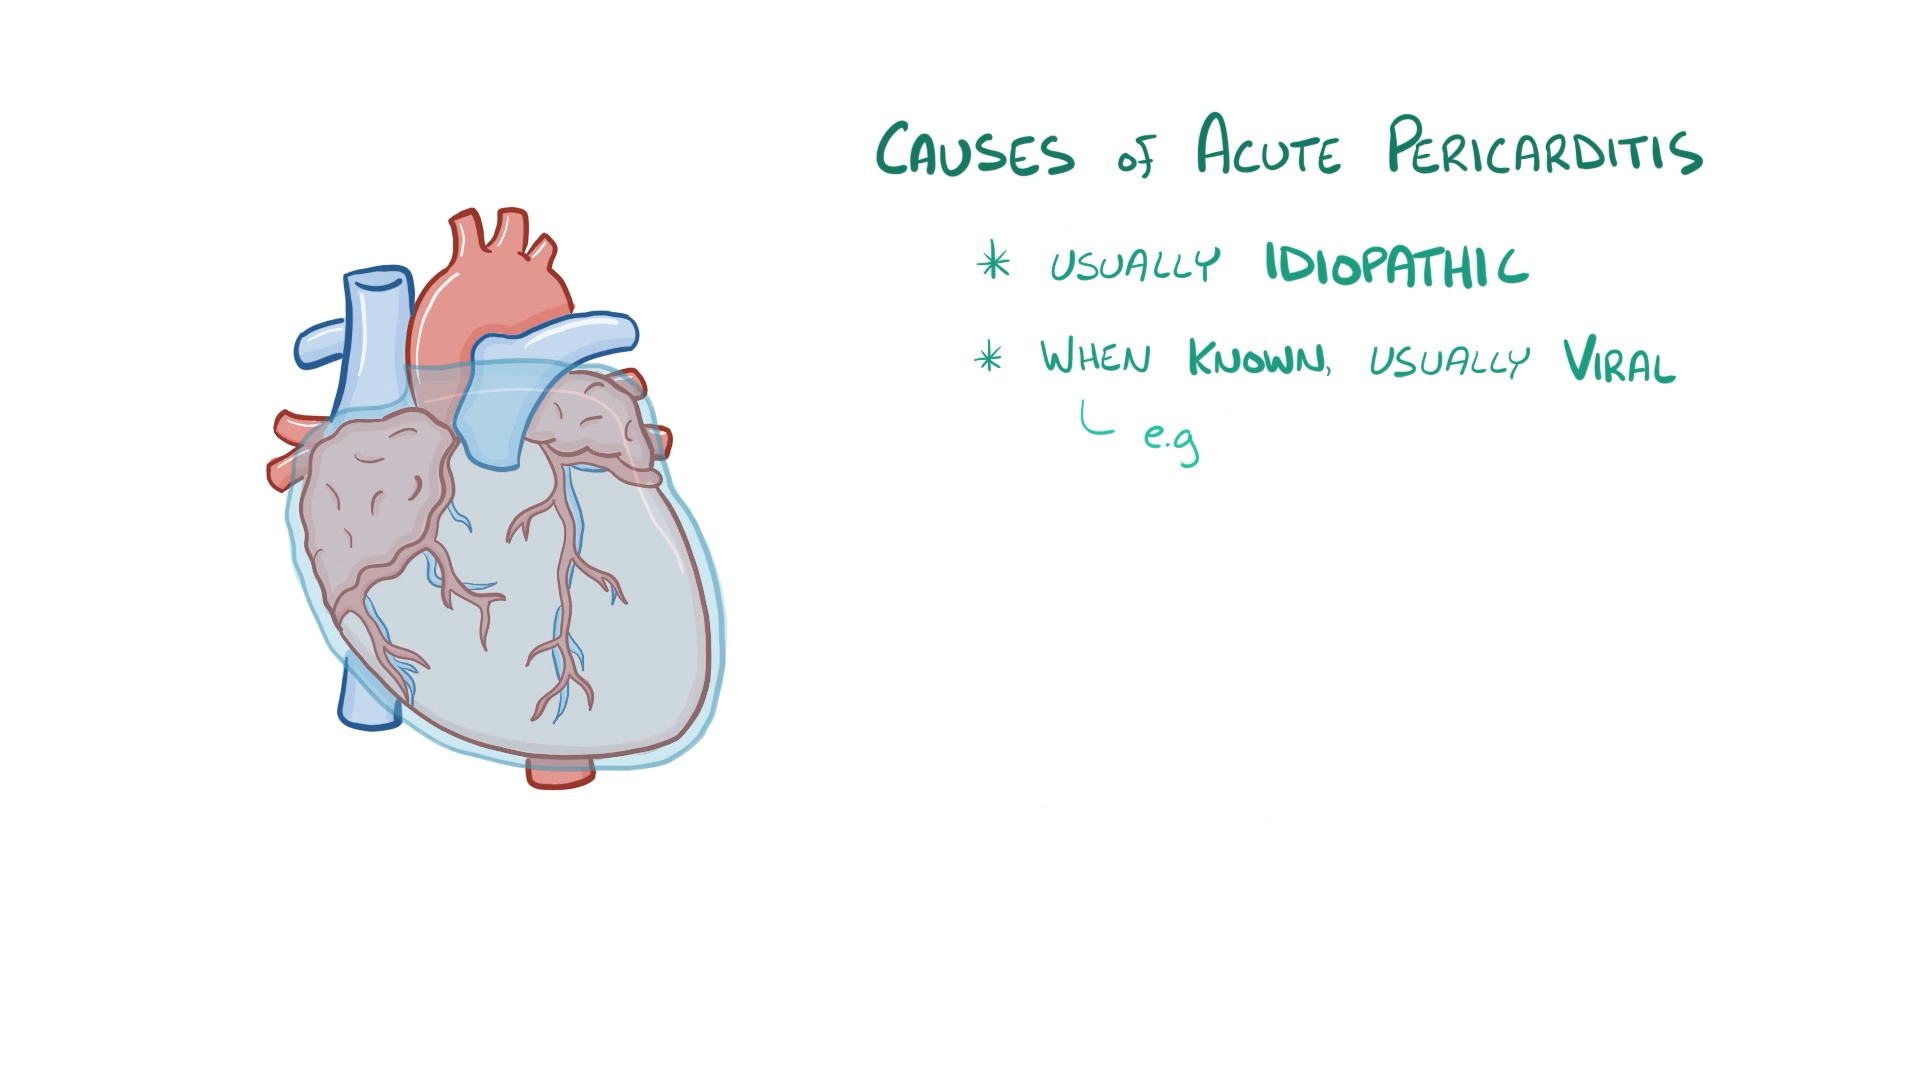 CAUSES of ACUTE PERICARDITIS
* USUALLY IDIOPATHIC
* WHEN KNOWN, USUALLY VIRAL
e.g